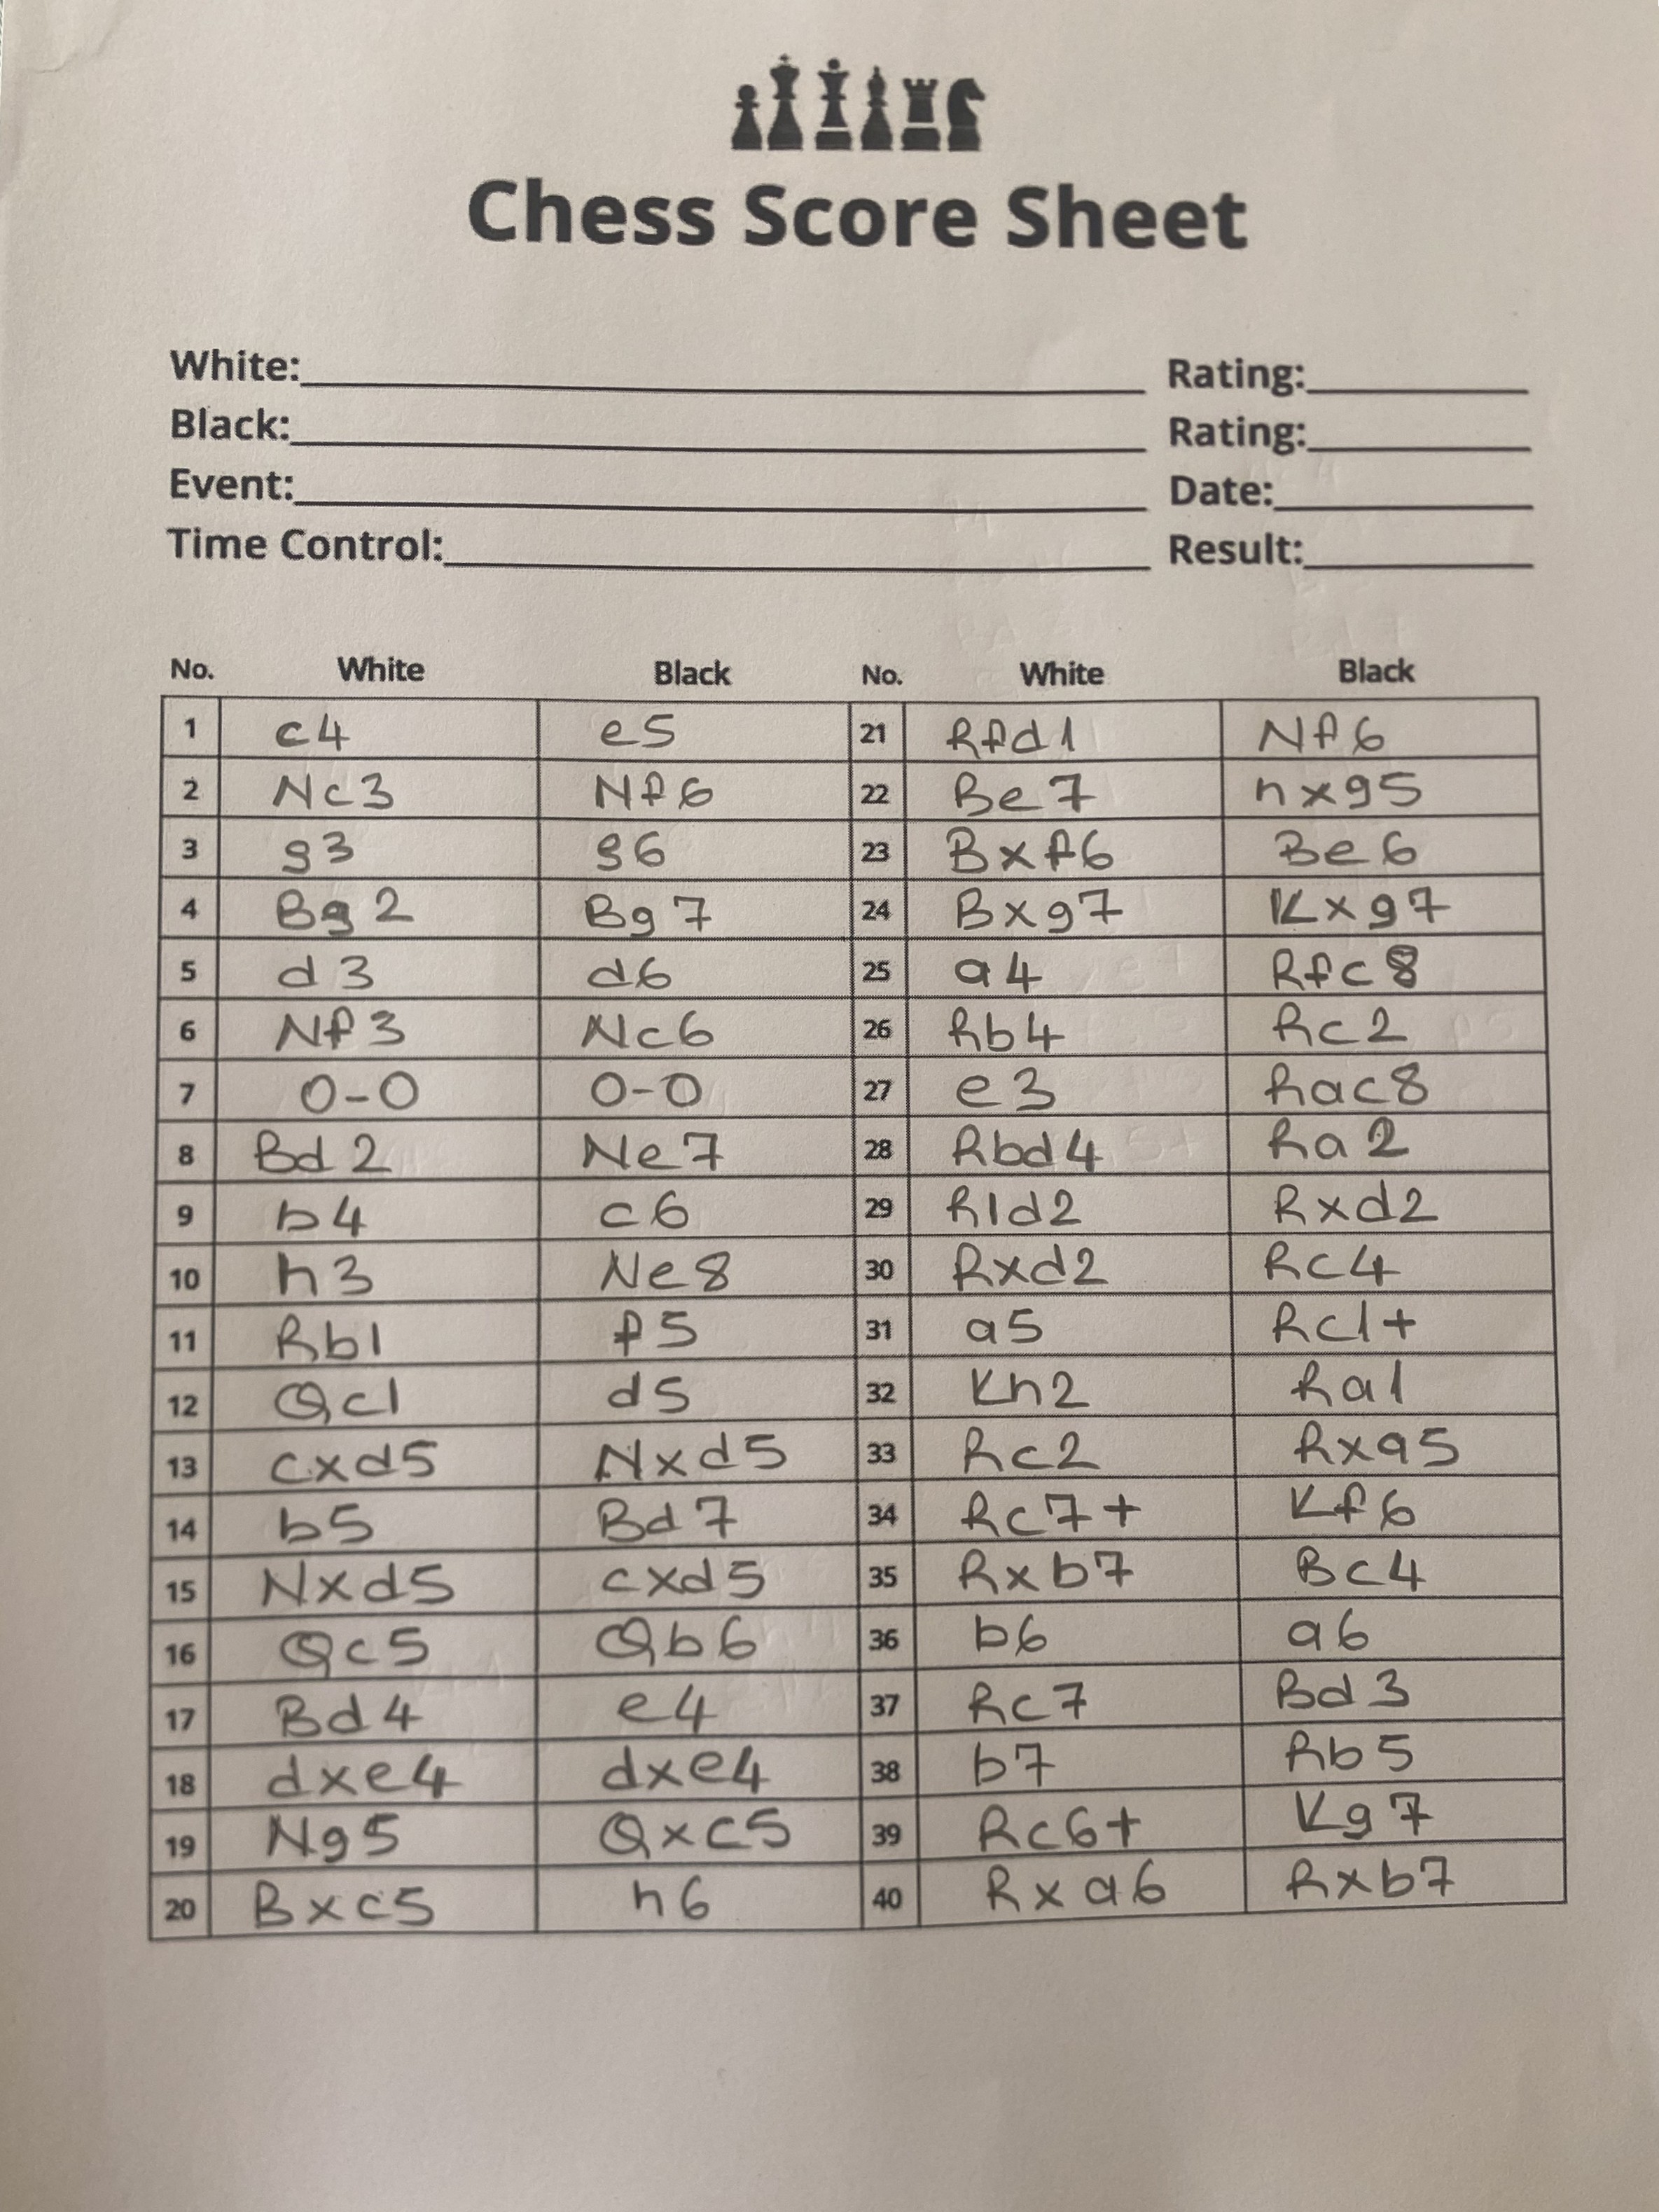 Chess Score Sheet
White: Rating:
Black: Rating:
Event: Date:
Time Control: Result:
No. White Black No. White Black
1 c4 e5 21 Rfd1 Nf6
2 Nc3 Nf6 22 Be7 hxg5
3 g3 g6 23 Bxf6 Be6
4 Bg2 Bg7 24 Bxg7 Kxg7
5 d3 d6 25 a4 Rfc8
6 Nf3 Nc6 26 Rb4 Rc2
7 O-O O-O 27 e3 Rac8
8 Bd2 Ne7 28 Rbd4 Ra2
9 b4 c6 29 R1d2 Rxd2
10 h3 Ne8 30 Rxd2 Rc4
11 Rb1 f5 31 a5 Rc1+
12 Qc1 d5 32 Kh2 Ra1
13 cxd5 Nxd5 33 Rc2 Rxa5
14 b5 Bd7 34 Rc7+ Kf6
15 Nxd5 cxd5 35 Rxb7 Bc4
16 Qc5 Qb6 36 b6 a6
17 Bd4 e4 37 Rc7 Bd3
18 dxe4 dxe4 38 b7 Rb5
19 Ng5 Qxc5 39 Rc6+ Kg7
20 Bxc5 h6 40 Rxa6 Rxb7